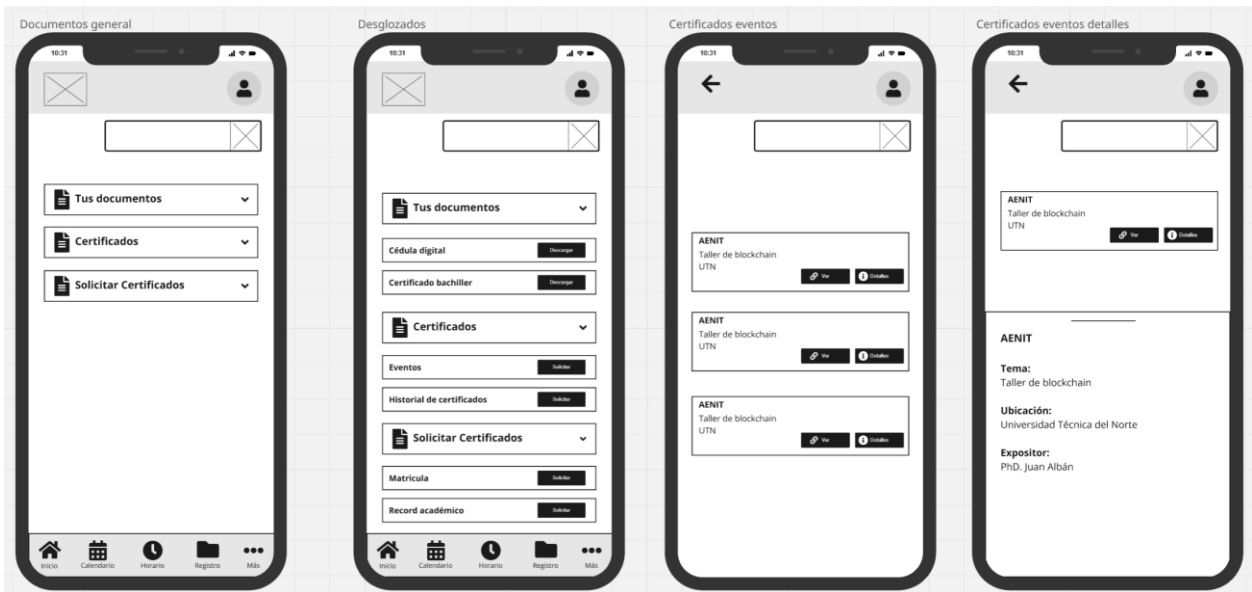 Documentos general
10:31
Tus documentos
Certificados
Solicitar Certificados
Inicio
Calendario
Horario
Registro
Más
Desglozados
10:31
Tus documentos
Cédula digital
Descargar
Certificado bachiller
Descargar
Certificados
Eventos
Solicitar
Historial de certificados
Solicitar
Solicitar Certificados
Matricula
Solicitar
Record académico
Solicitar
Inicio
Calendario
Horario
Registro
Más
Certificados eventos
10:31
AENIT
Taller de blockchain
UTN
Ver
Detalles
AENIT
Taller de blockchain
UTN
Ver
Detalles
AENIT
Taller de blockchain
UTN
Ver
Detalles
Certificados eventos detalles
10:31
AENIT
Taller de blockchain
UTN
Ver
Detalles
AENIT
Tema:
Taller de blockchain
Ubicación:
Universidad Técnica del Norte
Expositor:
PhD. Juan Albán